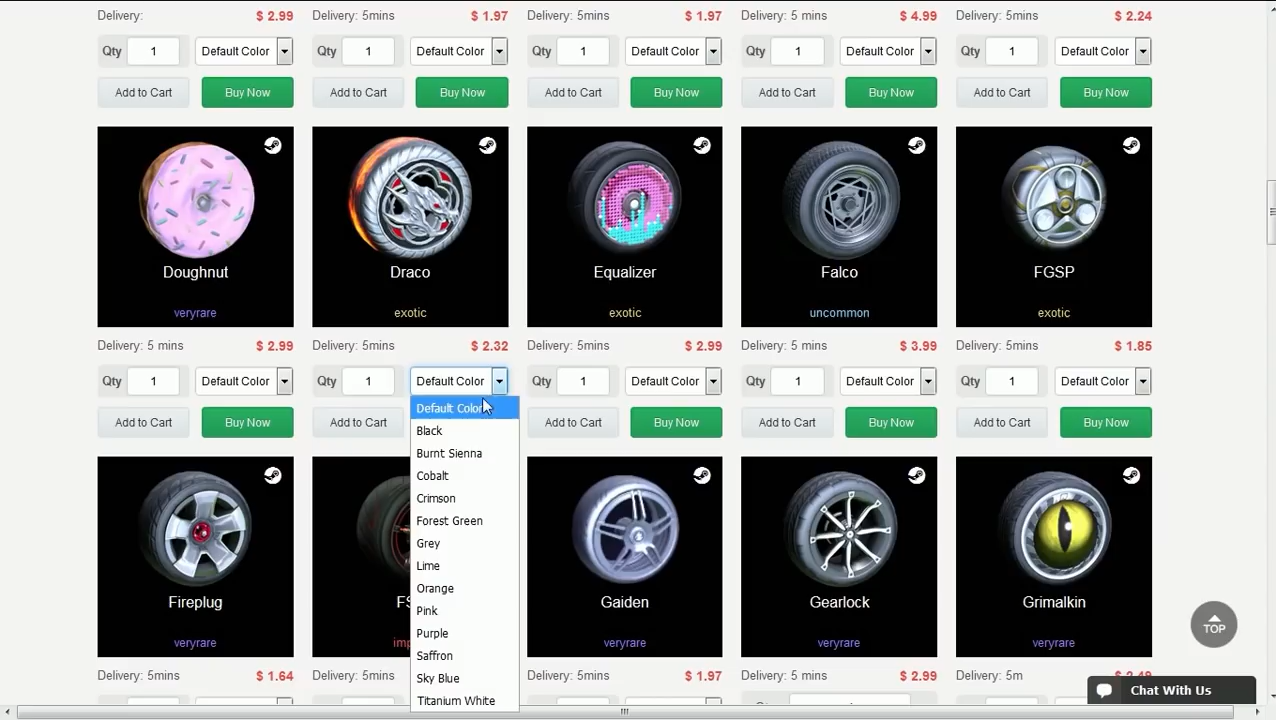 Delivery: $ 2.99 Delivery: 5mins $ 1.97 Delivery: 5mins $ 1.97 Delivery: 5 mins $ 4.99 Delivery: 5mins $ 2.24
Qty 1 Default Color Qty 1 Default Color Qty 1 Default Color Qty 1 Default Color Qty 1 Default Color
Add to Cart Buy Now Add to Cart Buy Now Add to Cart Buy Now Add to Cart Buy Now Add to Cart Buy Now
Doughnut Draco Equalizer Falco FGSP
veryrare exotic exotic uncommon exotic
Delivery: 5 mins $ 2.99 Delivery: 5mins $ 2.32 Delivery: 5mins $ 2.99 Delivery: 5 mins $ 3.99 Delivery: 5mins $ 1.85
Qty 1 Default Color Qty 1 Default Color Qty 1 Default Color Qty 1 Default Color Qty 1 Default Color
Add to Cart Buy Now Add to Cart Add to Cart Buy Now Add to Cart Buy Now Add to Cart Buy Now
Default Color
Black
Burnt Sienna
Cobalt
Crimson
Forest Green
Grey
Lime
Orange
Pink
Purple
Saffron
Sky Blue
Titanium White
Fireplug Gaiden Gearlock Grimalkin
veryrare veryrare veryrare veryrare
Delivery: 5mins $ 1.64 Delivery: 5mins Delivery: 5mins $ 1.97 Delivery: 5mins $ 2.99 Delivery: 5m
TOP
Chat With Us